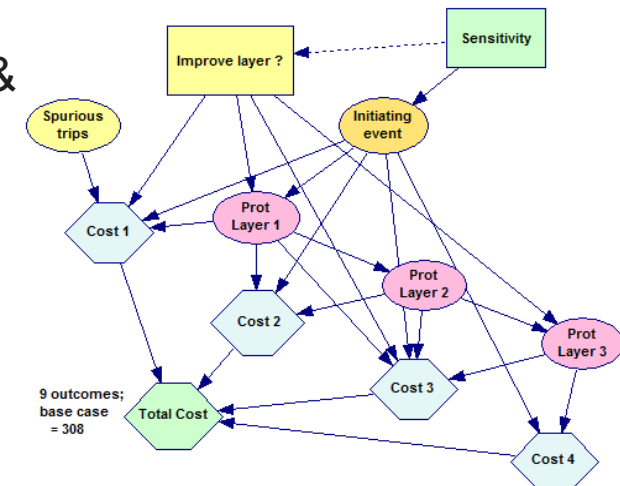 &
Sensitivity
Improve layer ?
Spurious
trips
Initiating
event
Prot
Layer 1
Cost 1
Prot
Layer 2
Cost 2
Prot
Layer 3
Cost 3
9 outcomes;
base case
= 308
Total Cost
Cost 4